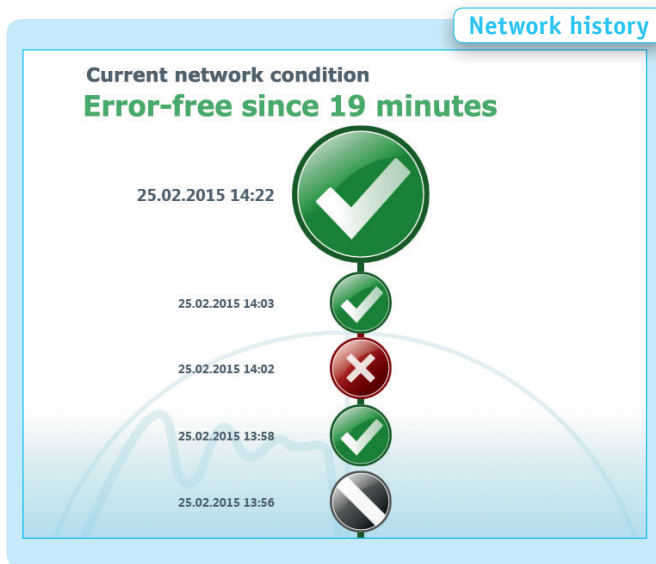 Network history
Current network condition
Error-free since 19 minutes
25.02.2015 14:22
25.02.2015 14:03
25.02.2015 14:02
25.02.2015 13:58
25.02.2015 13:56